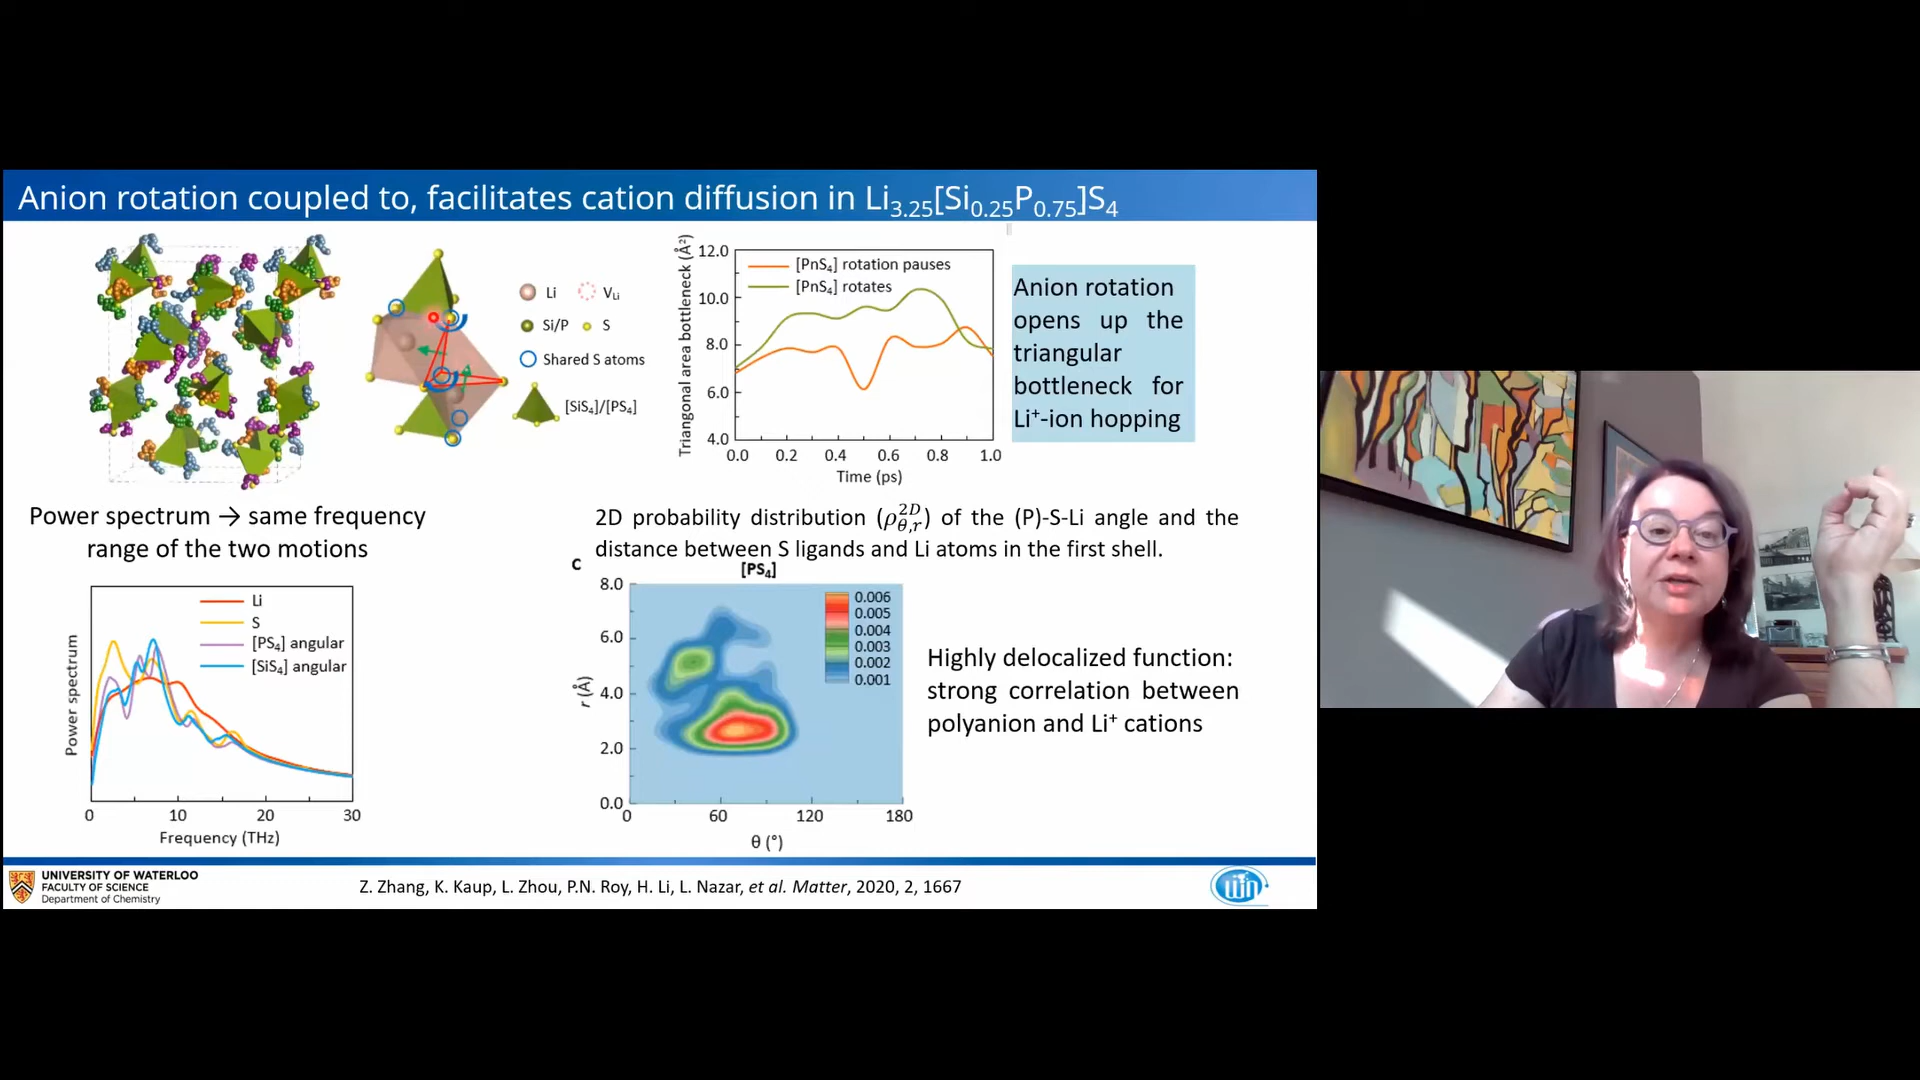 Anion rotation coupled to, facilitates cation diffusion in Li3.25[Si0.25P0.75]S4
Li
VLi
Si/P
S
Shared S atoms
[SiS4]/[PS4]
Triangonal area bottleneck (Å²)
12.0
10.0
8.0
6.0
4.0
[PnS4] rotation pauses
[PnS4] rotates
0.0 0.2 0.4 0.6 0.8 1.0
Time (ps)
Anion rotation
opens up the
triangular
bottleneck for
Li⁺-ion hopping
Power spectrum → same frequency
range of the two motions
Power spectrum
Li
S
[PS4] angular
[SiS4] angular
0 10 20 30
Frequency (THz)
2D probability distribution (ρ2Dθ,r) of the (P)-S-Li angle and the
distance between S ligands and Li atoms in the first shell.
c
[PS4]
r (Å)
8.0
6.0
4.0
2.0
0.0
0.006
0.005
0.004
0.003
0.002
0.001
0 60 120 180
θ (°)
Highly delocalized function:
strong correlation between
polyanion and Li⁺ cations
UNIVERSITY OF WATERLOO
FACULTY OF SCIENCE
Department of Chemistry
Z. Zhang, K. Kaup, L. Zhou, P.N. Roy, H. Li, L. Nazar, et al. Matter, 2020, 2, 1667
win